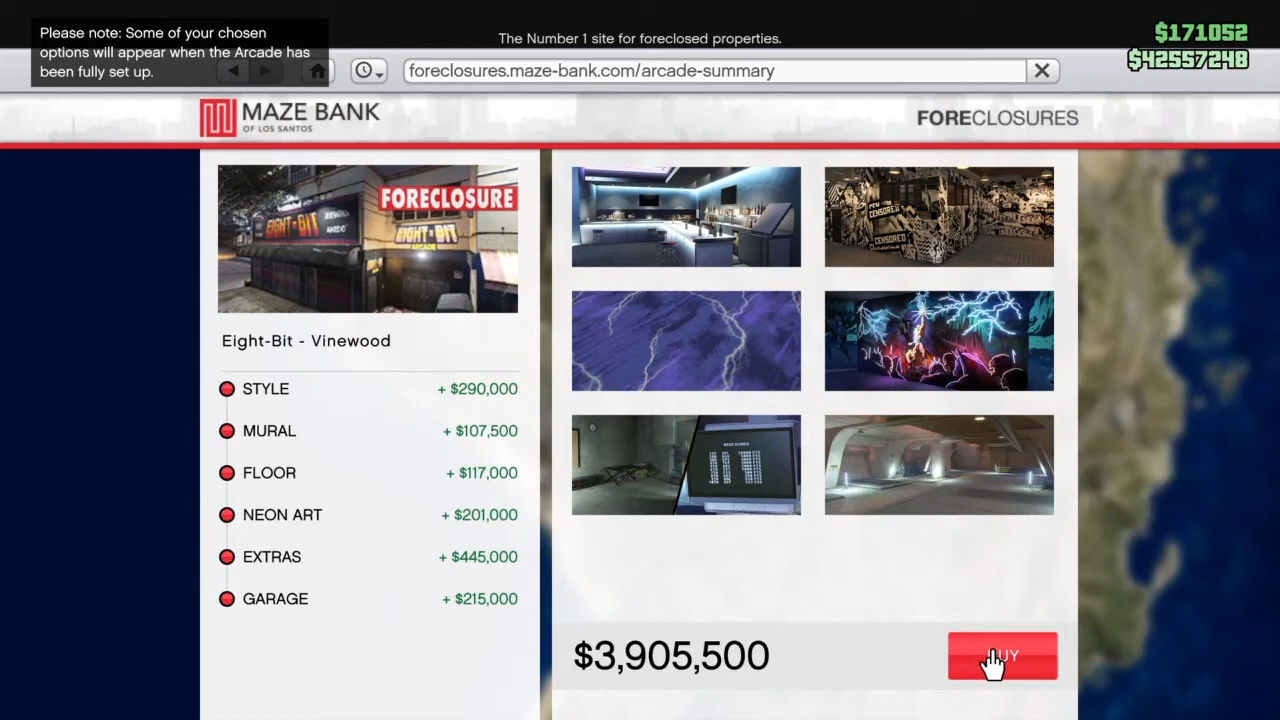 Please note: Some of your chosen
options will appear when the Arcade has
been fully set up.
The Number 1 site for foreclosed properties.
$171052
$42557248
foreclosures.maze-bank.com/arcade-summary
MAZE BANK
OF LOS SANTOS
FORECLOSURES
FORECLOSURE
EIGHT-BIT
EIGHT-BIT
ARCADE
Eight-Bit - Vinewood
STYLE + $290,000
MURAL + $107,500
FLOOR + $117,000
NEON ART + $201,000
EXTRAS + $445,000
GARAGE + $215,000
CENSORED
CENSORED
$3,905,500